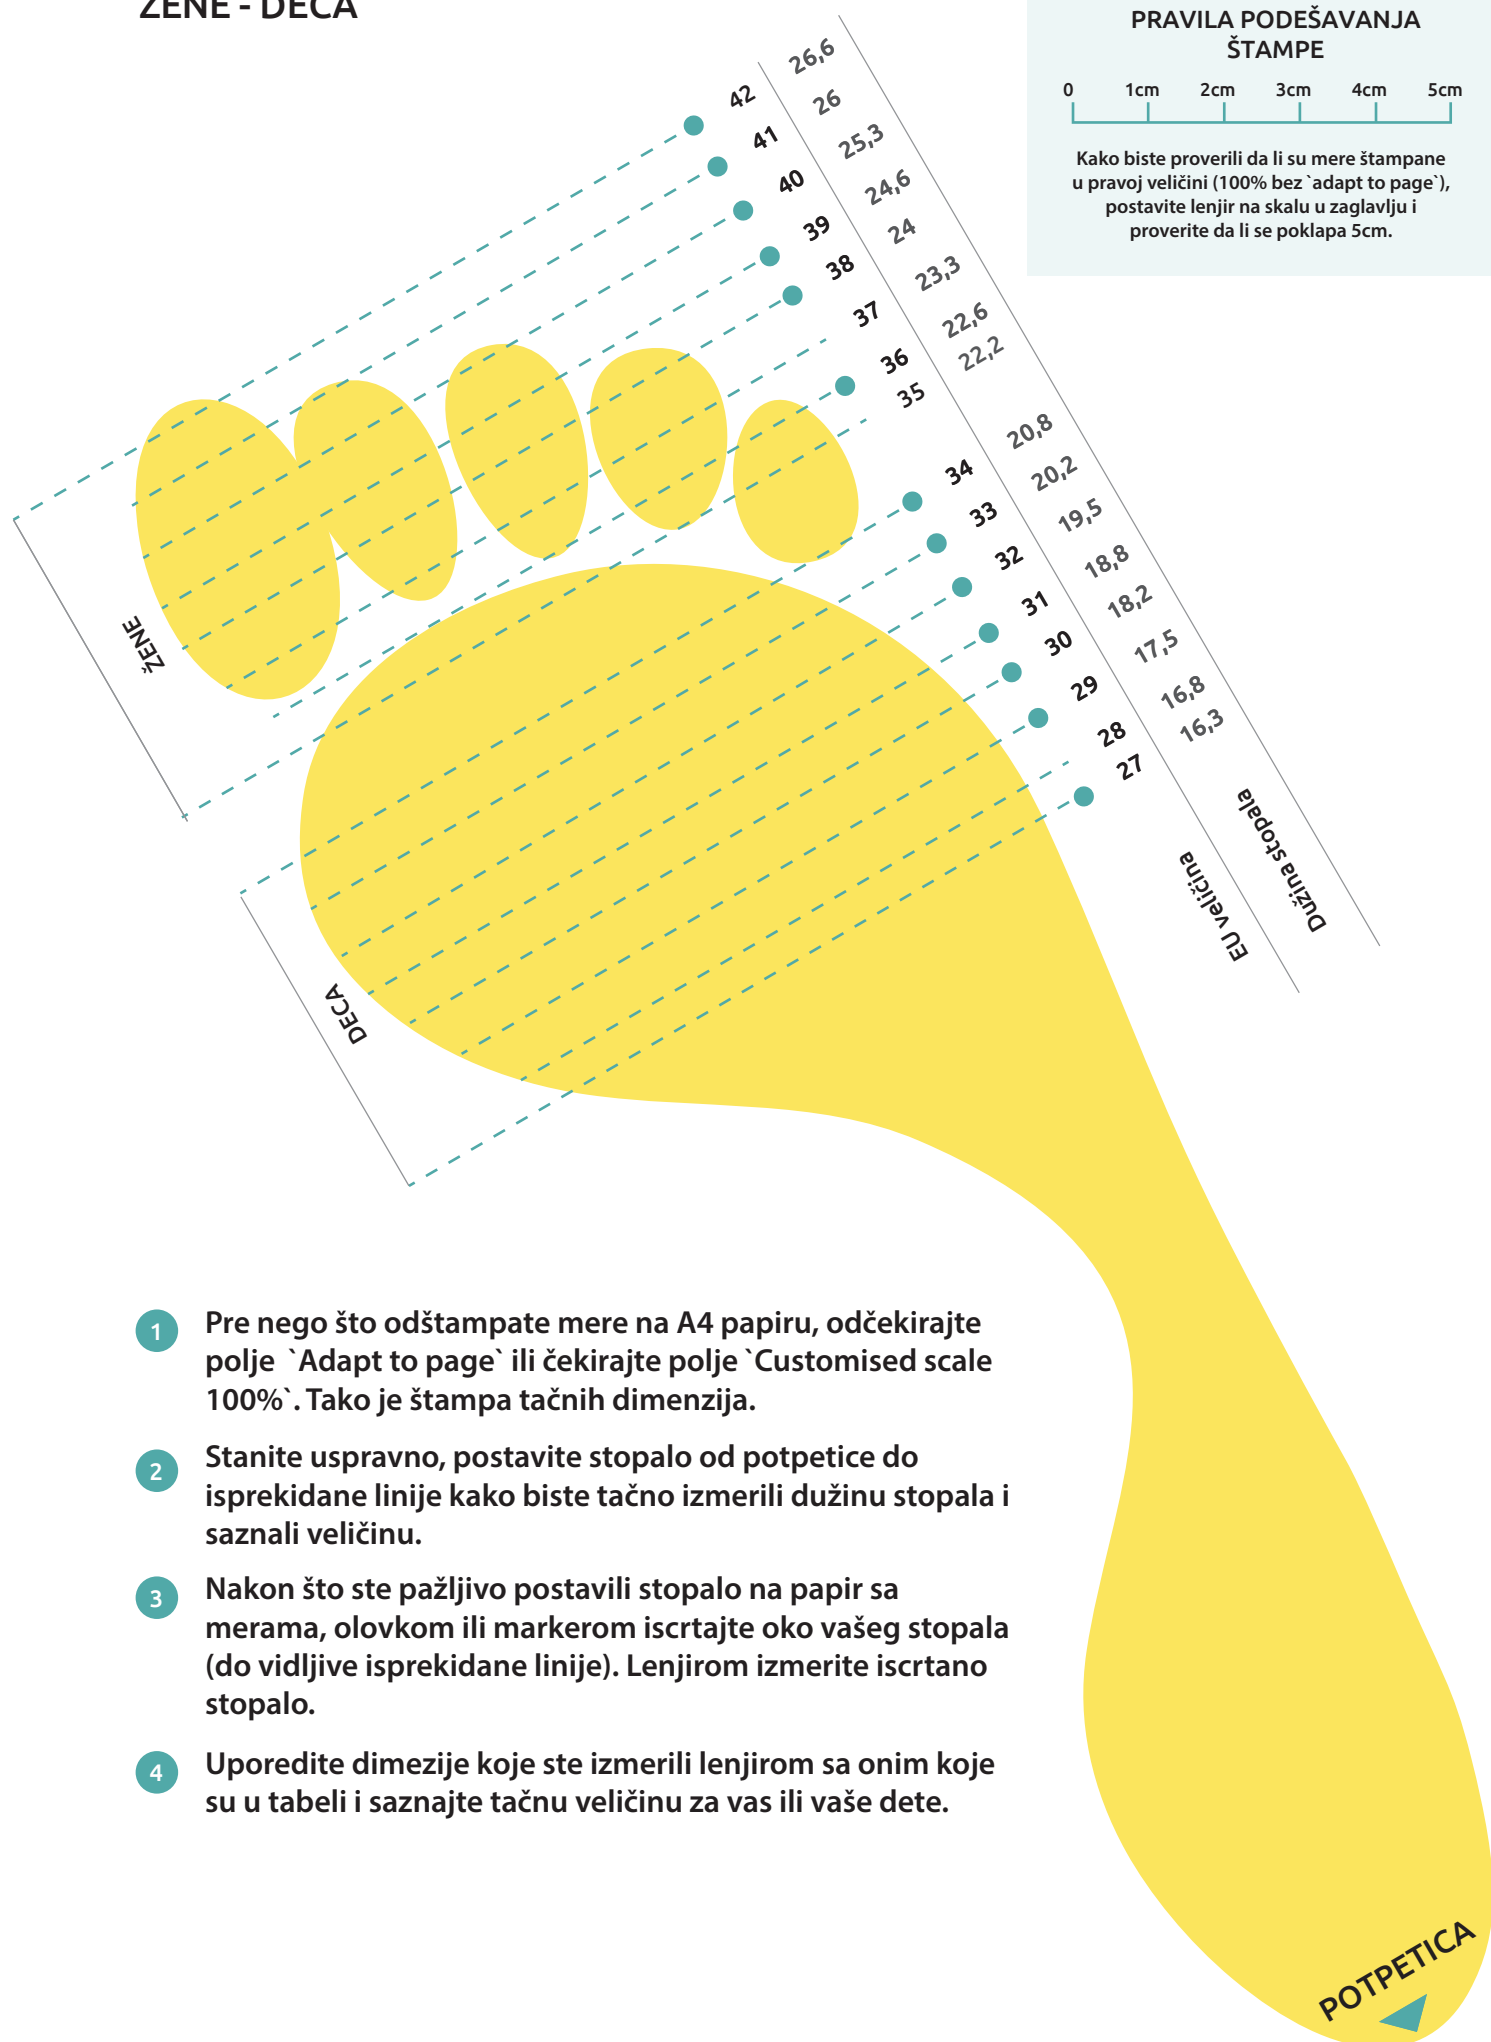 ŽENE - DECA
PRAVILA PODEŠAVANJA
ŠTAMPE
0 1cm 2cm 3cm 4cm 5cm
Kako biste proverili da li su mere štampane
u pravoj veličini (100% bez `adapt to page`),
postavite lenjir na skalu u zaglavlju i
proverite da li se poklapa 5cm.
42 26,6
41 26
40 25,3
39 24,6
38 24
37 23,3
36 22,6
35 22,2
34 20,8
33 20,2
32 19,5
31 18,8
30 18,2
29 17,5
28 16,8
27 16,3
EU veličina
Dužina stopala
ŽENE
DECA
1 Pre nego što odštampate mere na A4 papiru, odčekirajte
polje `Adapt to page` ili čekirajte polje `Customised scale
100%`. Tako je štampa tačnih dimenzija.
2 Stanite uspravno, postavite stopalo od potpetice do
isprekidane linije kako biste tačno izmerili dužinu stopala i
saznali veličinu.
3 Nakon što ste pažljivo postavili stopalo na papir sa
merama, olovkom ili markerom iscrtajte oko vašeg stopala
(do vidljive isprekidane linije). Lenjirom izmerite iscrtano
stopalo.
4 Uporedite dimezije koje ste izmerili lenjirom sa onim koje
su u tabeli i saznajte tačnu veličinu za vas ili vaše dete.
POTPETICA